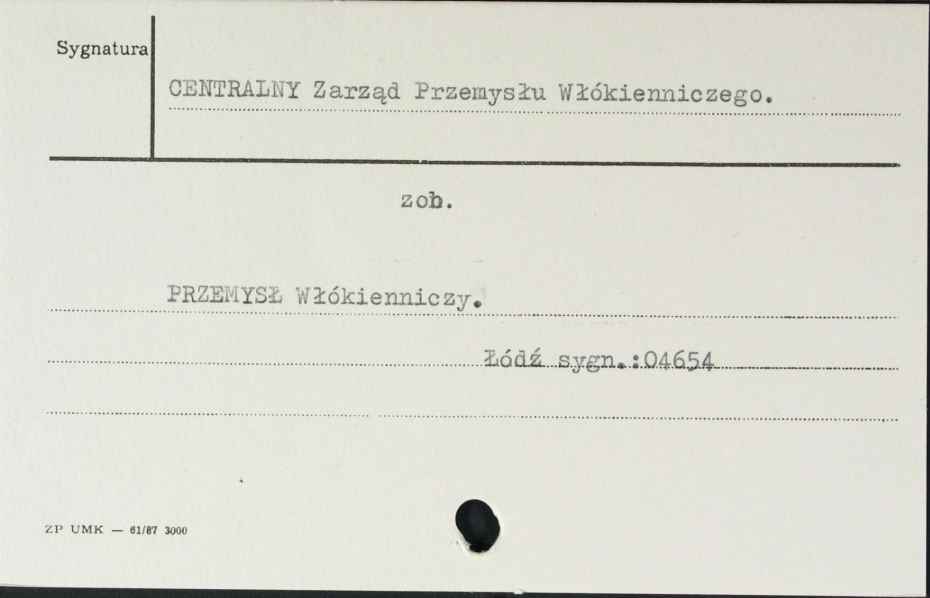 Sygnatura
CENTRALNY Zarząd Przemysłu Włókienniczego.
zob.
PRZEMYSŁ Włókienniczy.
Łódź sygn.:04654
ZP UMK — 61/87 3000